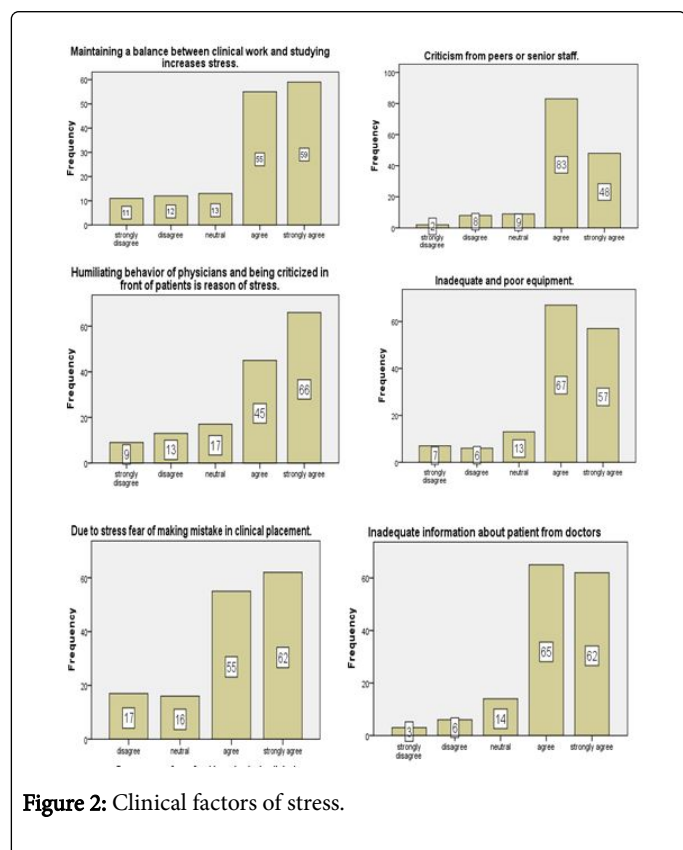 Maintaining a balance between clinical work and studying
increases stress.
Frequency
60
50
40
30
20
10
0
11
12
13
55
59
strongly
disagree
disagree
neutral
agree
strongly agree
Criticism from peers or senior staff.
Frequency
100
80
60
40
20
0
2
8
9
83
48
strongly
disagree
disagree
neutral
agree
strongly agree
Humiliating behavior of physicians and being criticized in
front of patients is reason of stress.
Frequency
60
40
20
0
9
13
17
45
66
strongly
disagree
disagree
neutral
agree
strongly agree
Inadequate and poor equipment.
Frequency
60
40
20
0
7
6
13
67
57
strongly
disagree
disagree
neutral
agree
strongly agree
Due to stress fear of making mistake in clinical placement.
Frequency
60
40
20
0
17
16
55
62
disagree
neutral
agree
strongly agree
Inadequate information about patient from doctors
Frequency
60
40
20
0
3
6
14
65
62
strongly
disagree
disagree
neutral
agree
strongly agree
Figure 2: Clinical factors of stress.